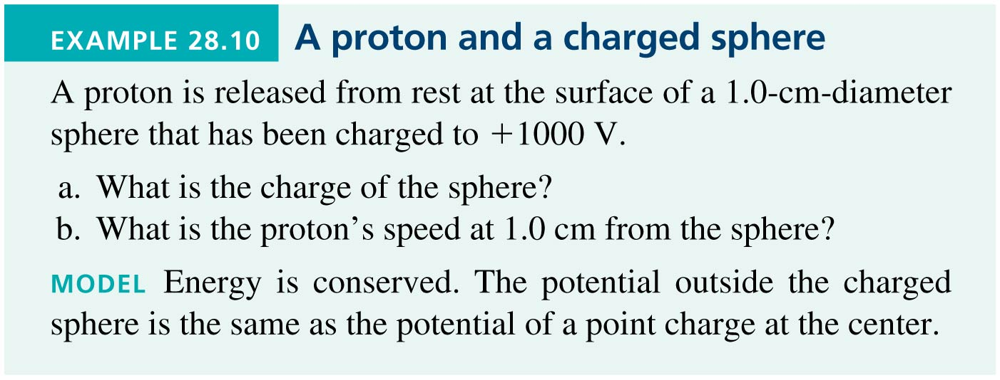 EXAMPLE 28.10 A proton and a charged sphere
A proton is released from rest at the surface of a 1.0-cm-diameter
sphere that has been charged to +1000 V.
a. What is the charge of the sphere?
b. What is the proton's speed at 1.0 cm from the sphere?
MODEL Energy is conserved. The potential outside the charged
sphere is the same as the potential of a point charge at the center.